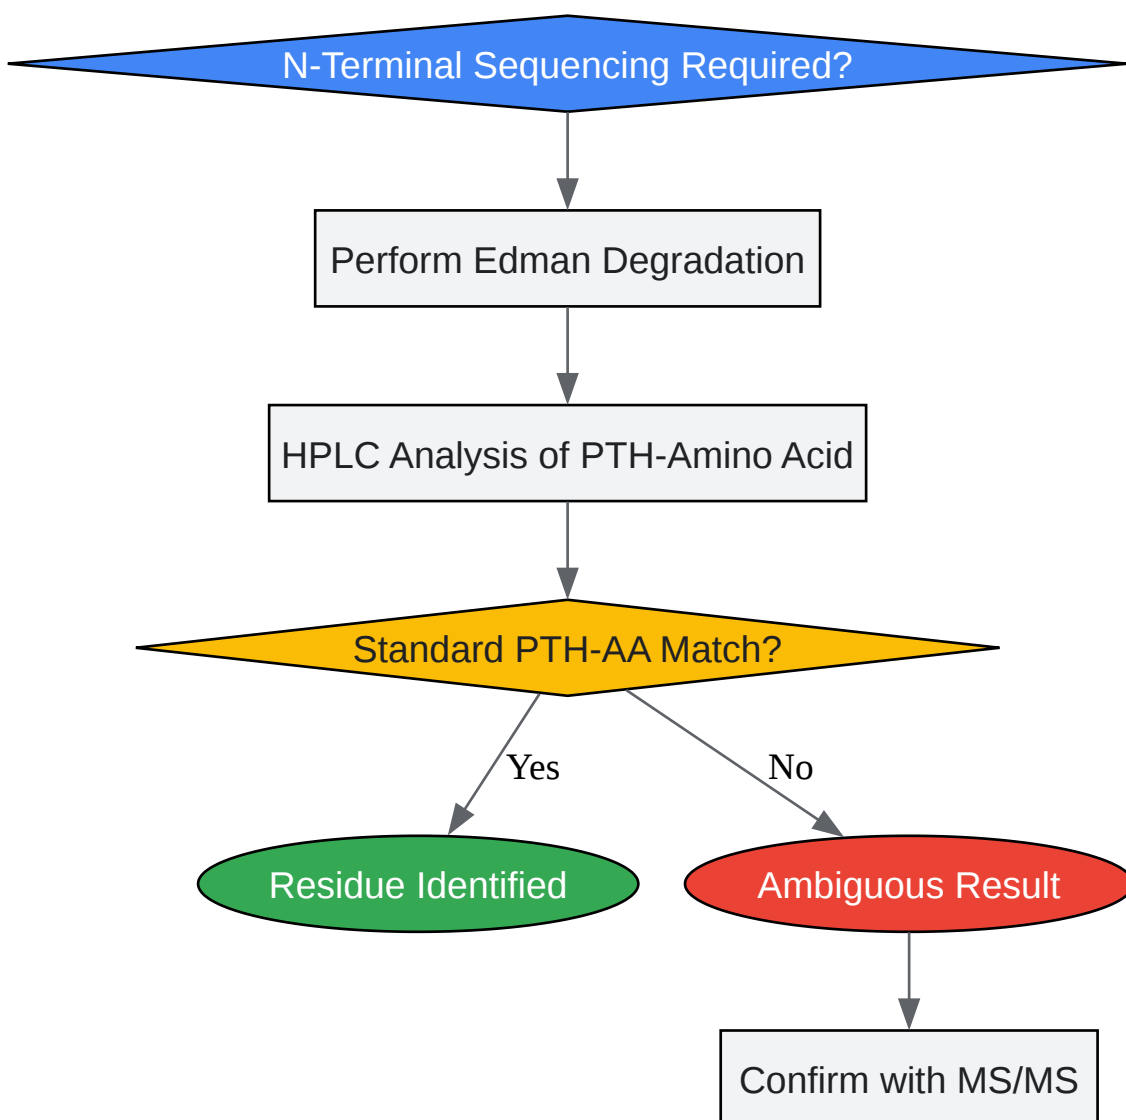 N-Terminal Sequencing Required?
Perform Edman Degradation
HPLC Analysis of PTH-Amino Acid
Standard PTH-AA Match?
Yes
No
Residue Identified
Ambiguous Result
Confirm with MS/MS